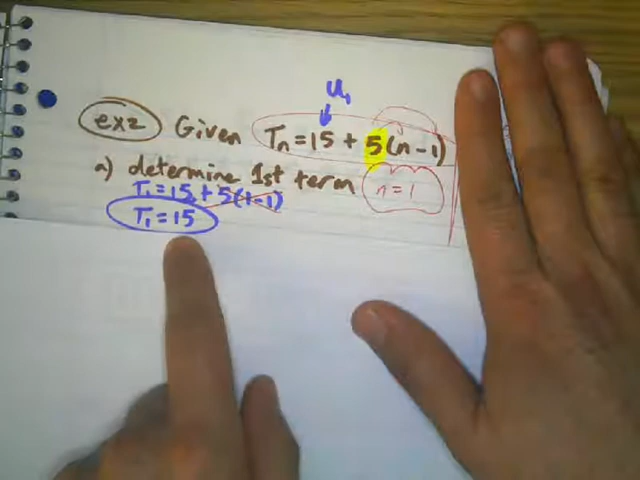 U₁
ex2 Given Tn = 15 + 5(n-1)
a) determine 1st term n=1
T₁ = 15 + 5(1-1)
T₁ = 15